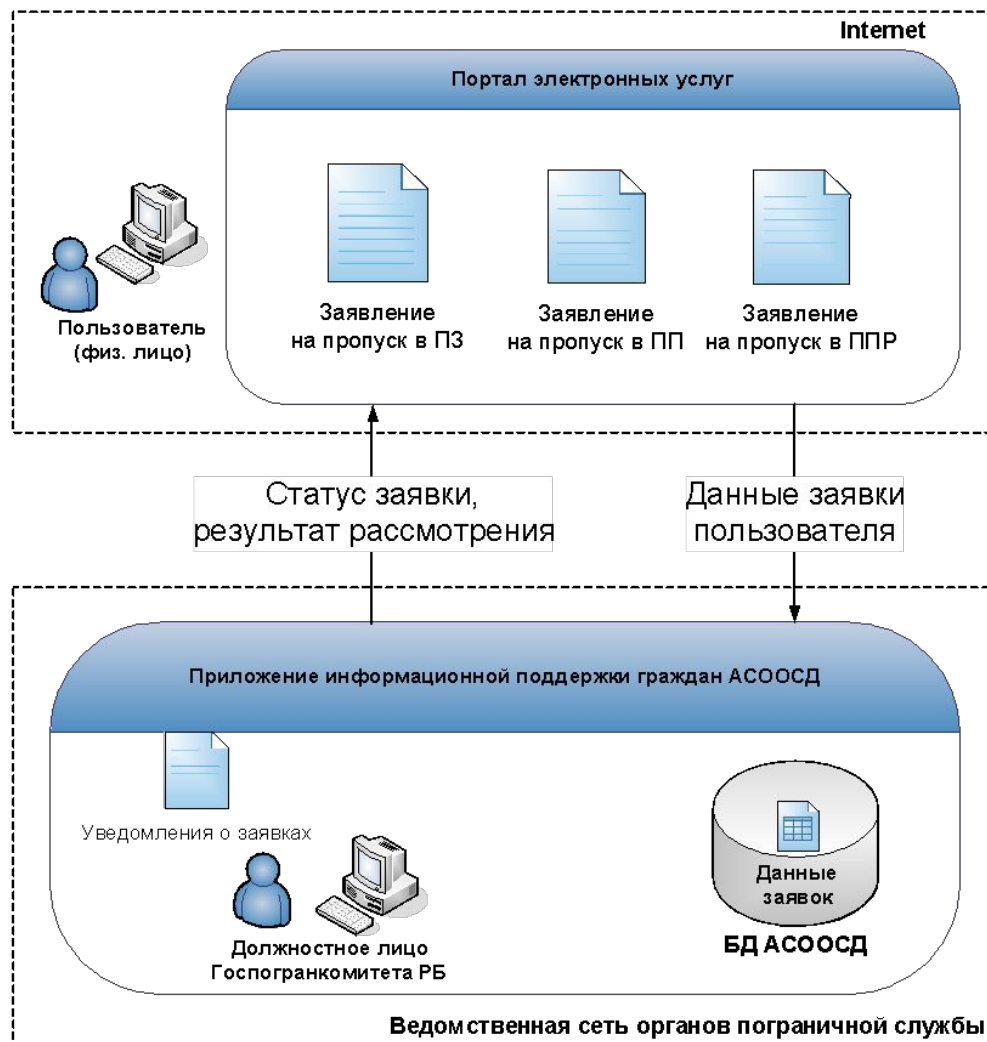 Internet
Портал электронных услуг
Пользователь
(физ. лицо)
Заявление
на пропуск в ПЗ
Заявление
на пропуск в ПП
Заявление
на пропуск в ППР
Статус заявки,
результат рассмотрения
Данные заявки
пользователя
Приложение информационной поддержки граждан АСООСД
Уведомления о заявках
Должностное лицо
Госпогранкомитета РБ
Данные
заявок
БД АСООСД
Ведомственная сеть органов пограничной службы